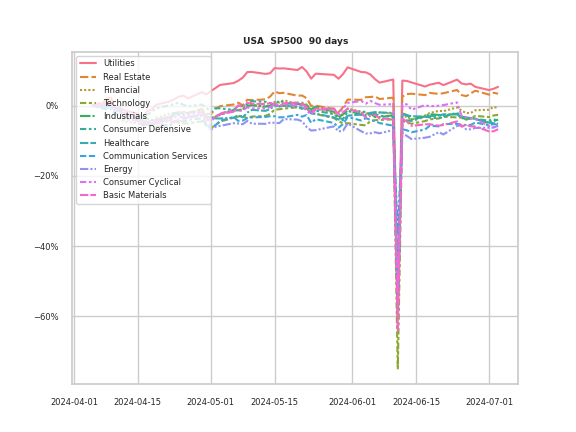 USA  SP500  90 days
Utilities
Real Estate
Financial
Technology
Industrials
Consumer Defensive
Healthcare
Communication Services
Energy
Consumer Cyclical
Basic Materials
0%
−20%
−40%
−60%
2024-04-01 2024-04-15 2024-05-01 2024-05-15 2024-06-01 2024-06-15 2024-07-01